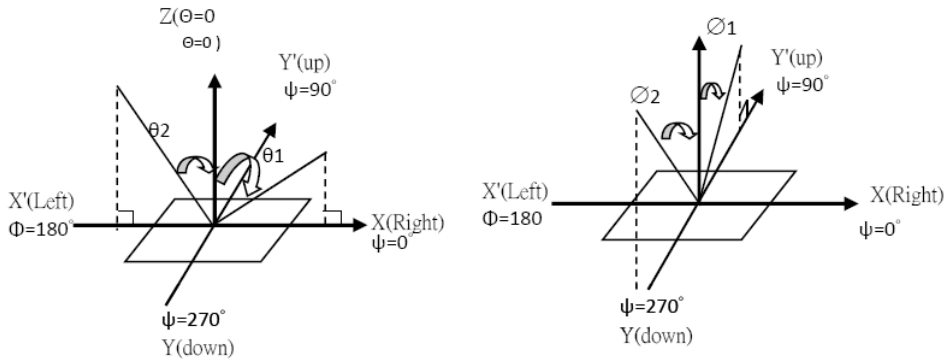 Z(Θ=0
Θ=0 )
Y'(up)
ψ=90°
θ2
θ1
X'(Left)
Φ=180°
X(Right)
ψ=0°
ψ=270°
Y(down)
∅1
Y'(up)
ψ=90°
∅2
X'(Left)
Φ=180
X(Right)
ψ=0°
ψ=270°
Y(down)